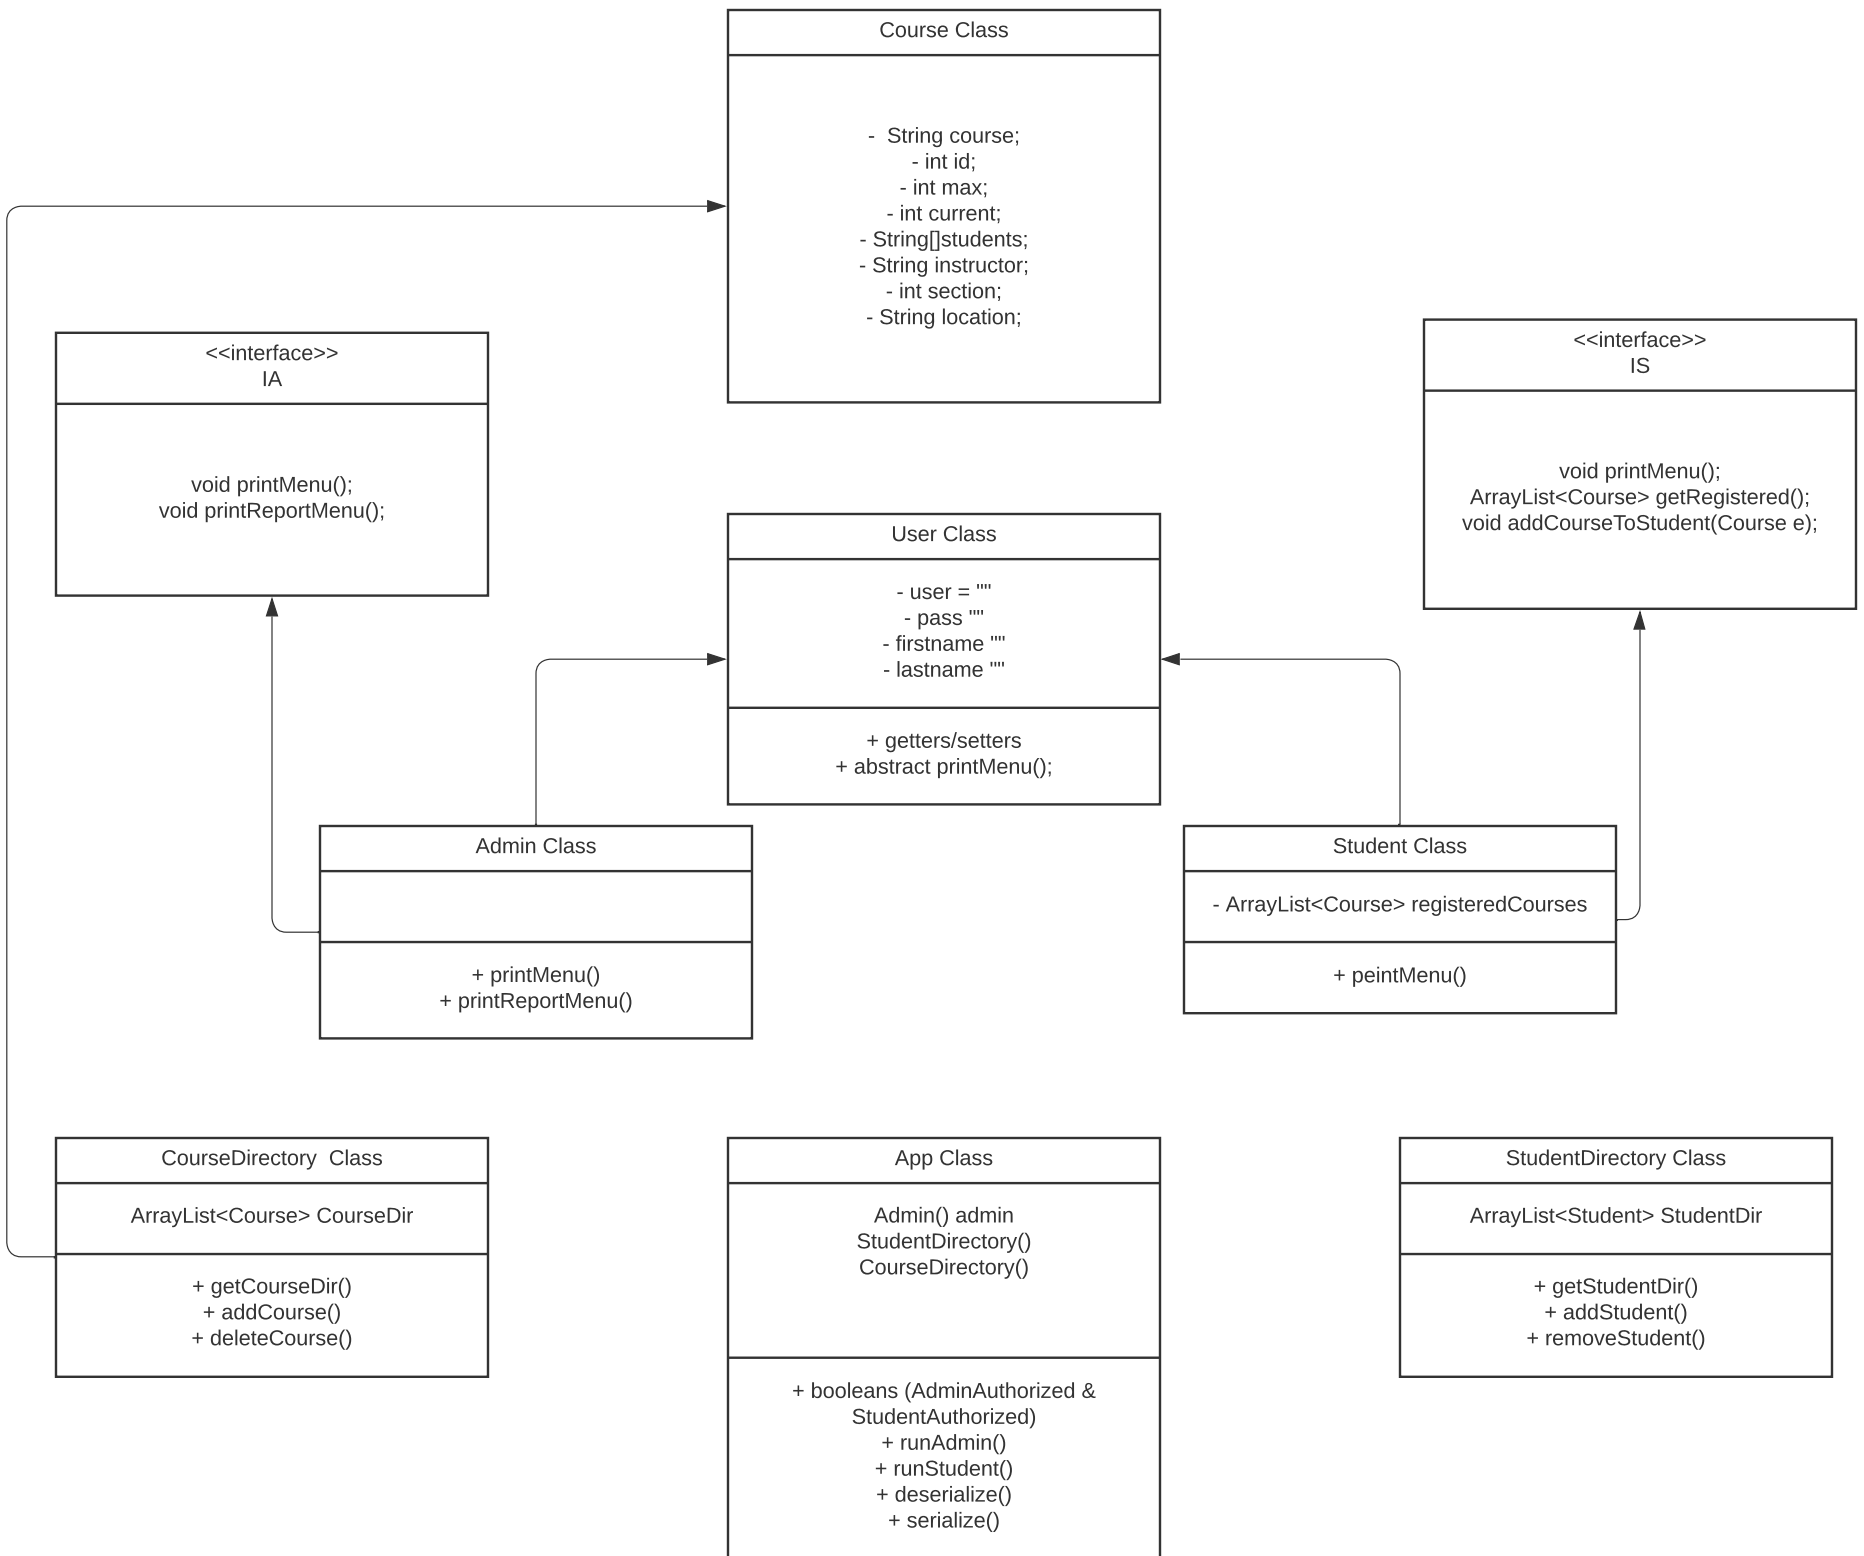 Course Class
-  String course;
- int id;
- int max;
- int current;
- String[]students;
- String instructor;
- int section;
- String location;
<<interface>>
IA
void printMenu();
void printReportMenu();
<<interface>>
IS
void printMenu();
ArrayList<Course> getRegistered();
void addCourseToStudent(Course e);
User Class
- user = ""
- pass ""
- firstname ""
- lastname ""
+ getters/setters
+ abstract printMenu();
Admin Class
+ printMenu()
+ printReportMenu()
Student Class
- ArrayList<Course> registeredCourses
+ peintMenu()
CourseDirectory  Class
ArrayList<Course> CourseDir
+ getCourseDir()
+ addCourse()
+ deleteCourse()
App Class
Admin() admin
StudentDirectory()
CourseDirectory()
+ booleans (AdminAuthorized &
StudentAuthorized)
+ runAdmin()
+ runStudent()
+ deserialize()
+ serialize()
StudentDirectory Class
ArrayList<Student> StudentDir
+ getStudentDir()
+ addStudent()
+ removeStudent()